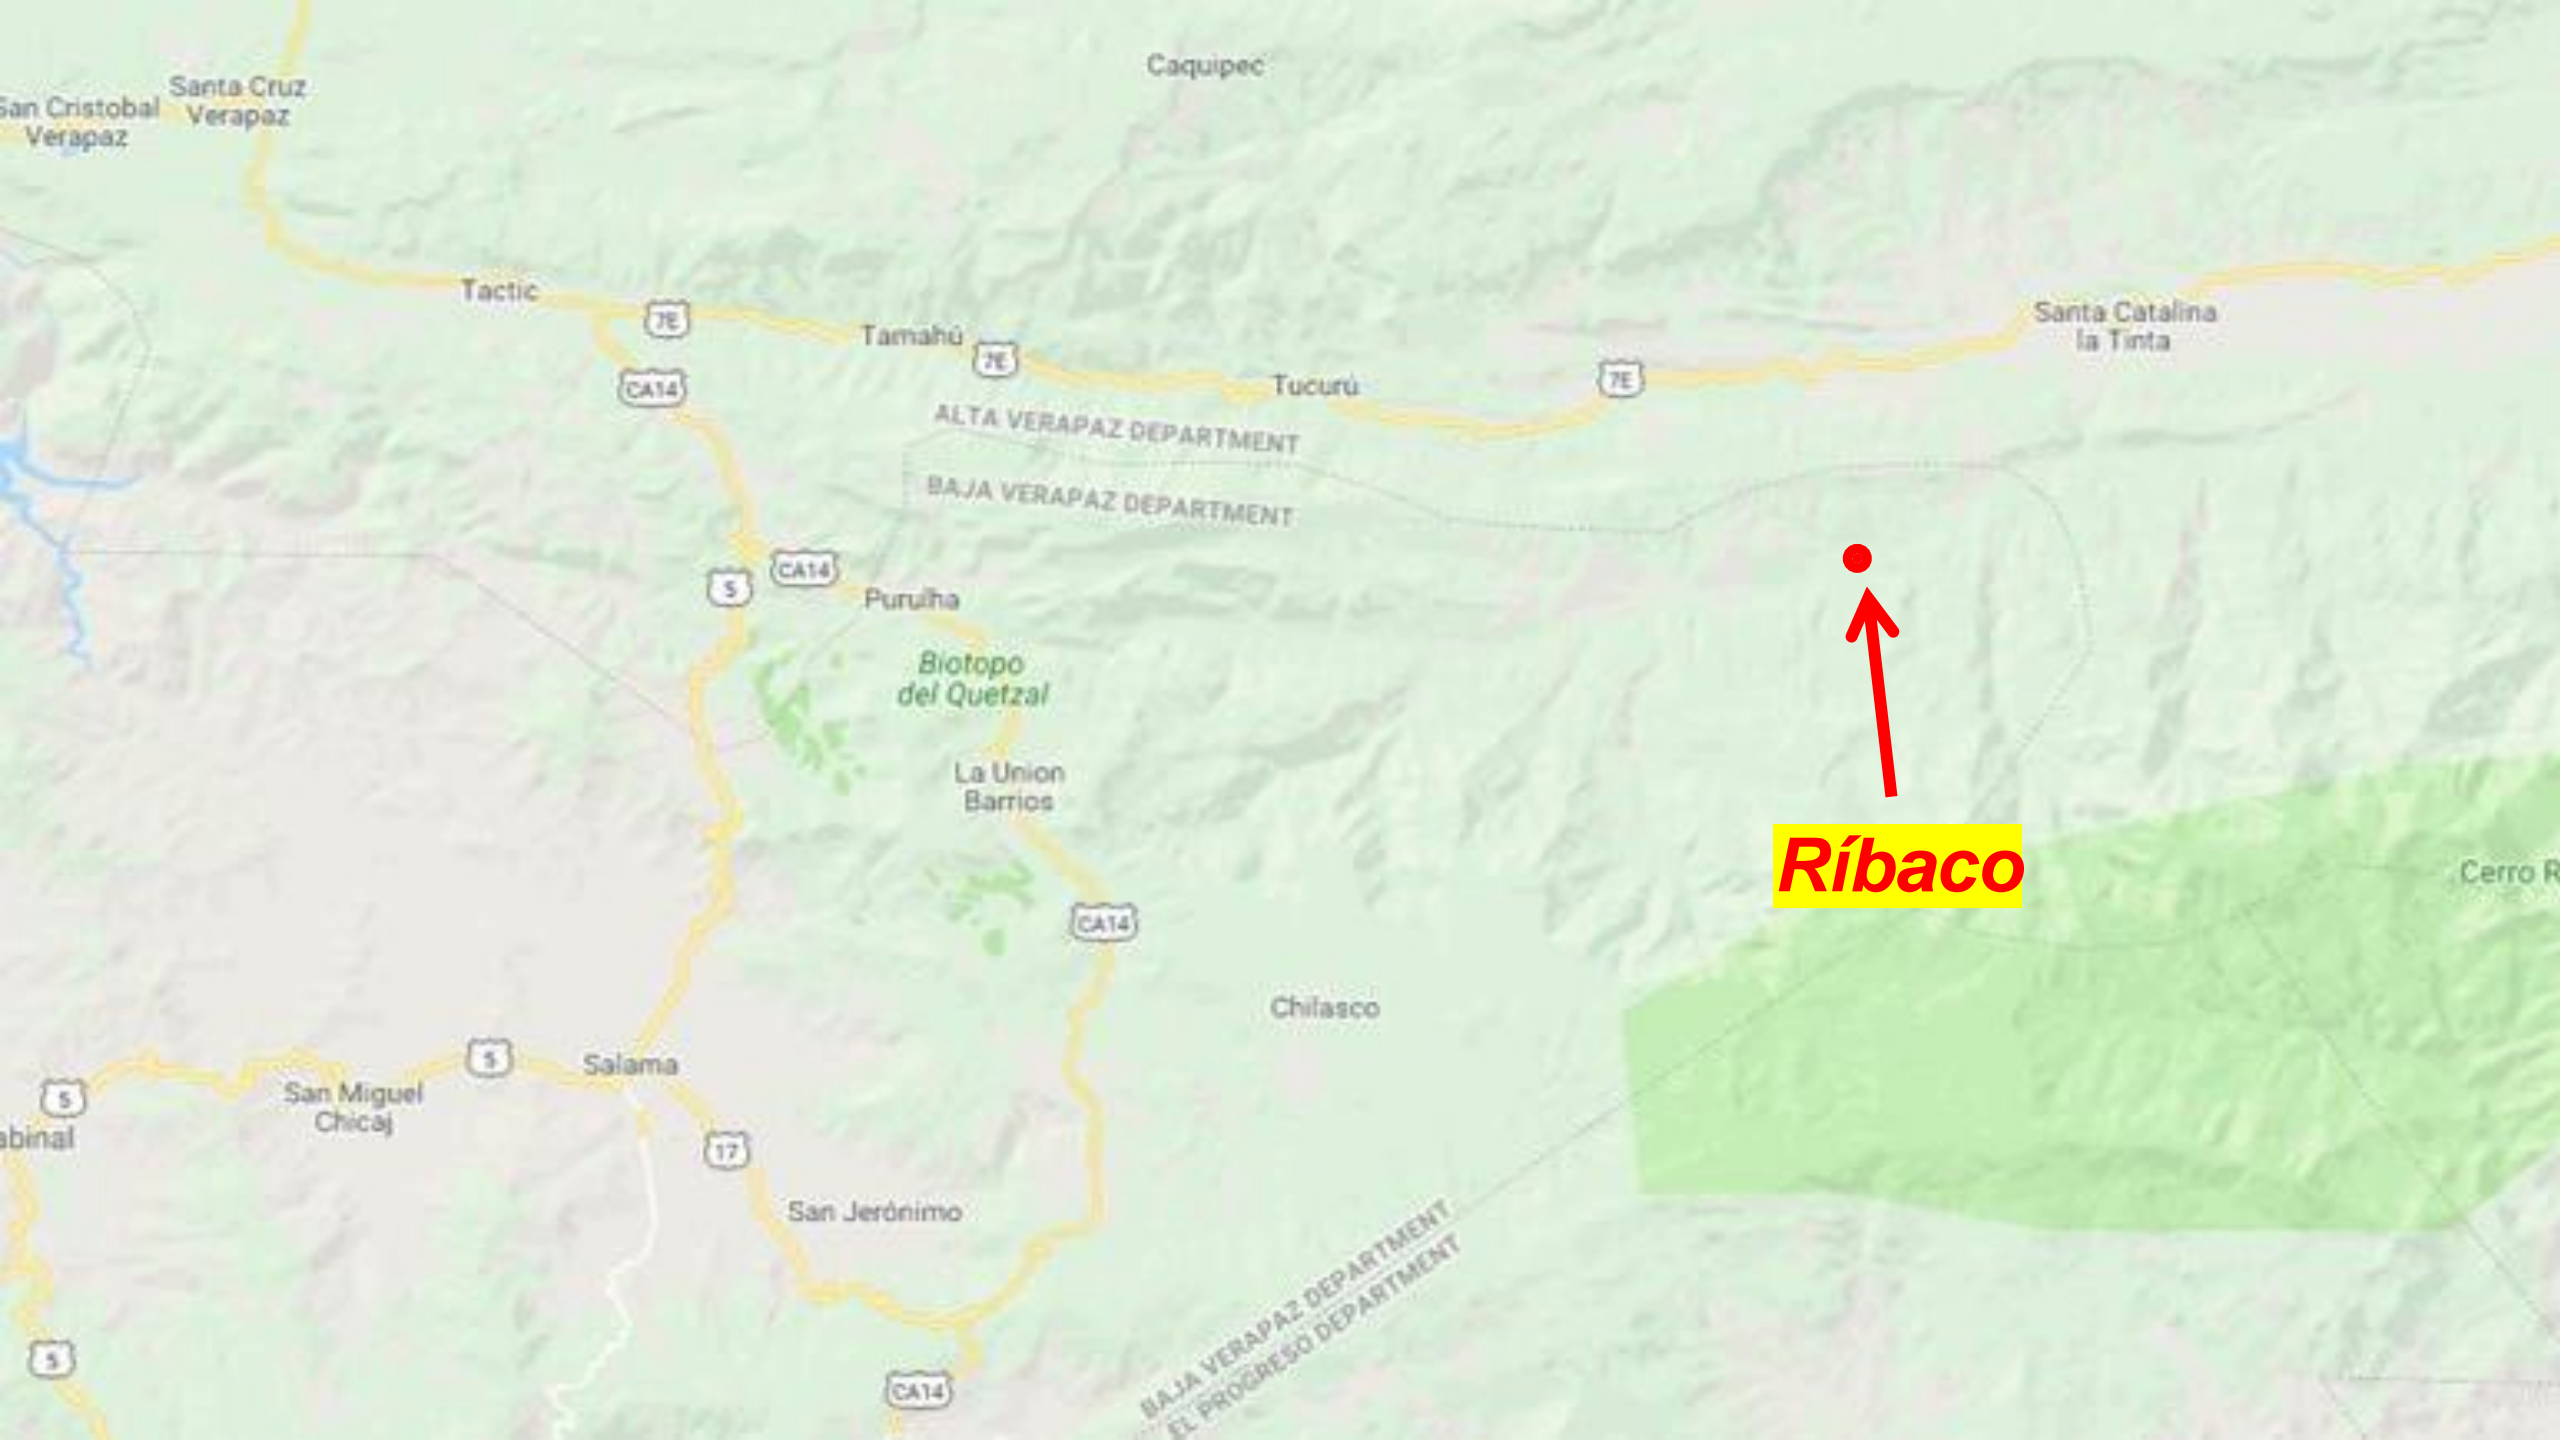 Caquipec
Santa Cruz
Verapaz
San Cristobal
Verapaz
Tactic
7E
Tamahú
7E
Santa Catalina
la Tinta
CA14
Tucurú
7E
ALTA VERAPAZ DEPARTMENT
BAJA VERAPAZ DEPARTMENT
5
CA14
Purulha
Biotopo
del Quetzal
La Union
Barrios
Ríbaco
Cerro R
CA14
Chilasco
5
Salama
5
San Miguel
Chicaj
abinal
17
San Jerónimo
BAJA VERAPAZ DEPARTMENT
EL PROGRESO DEPARTMENT
5
CA14